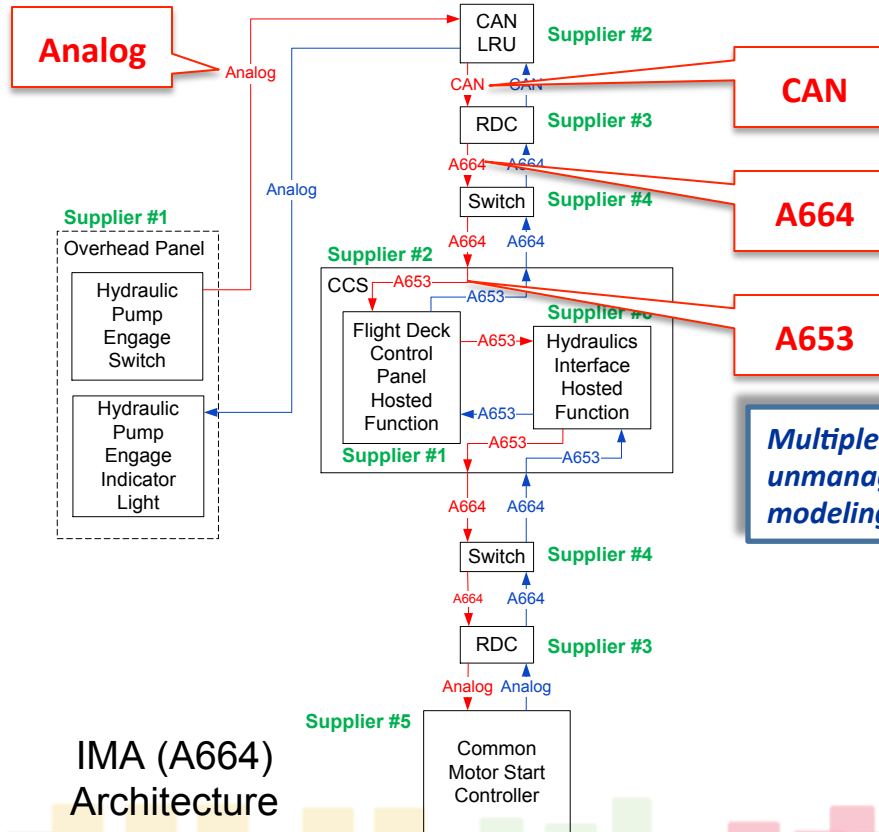 Analog
CAN
LRU
Supplier #2
Analog
CAN
CAN
CAN
RDC
Supplier #3
A664
A664
A664
Analog
Switch
Supplier #4
Supplier #1
A664
A664
Overhead Panel
Supplier #2
CCS
A653
A653
A653
Hydraulic
Pump
Engage
Switch
Flight Deck
Control
Panel
Hosted
Function
A653
Hydraulics
Interface
Hosted
Function
A653
Hydraulic
Pump
Engage
Indicator
Light
A653
Supplier #1
A653
Multiple
modeling
A664
A664
Switch
Supplier #4
A664
A664
RDC
Supplier #3
Analog
Analog
Supplier #5
Common
Motor Start
Controller
IMA (A664)
Architecture